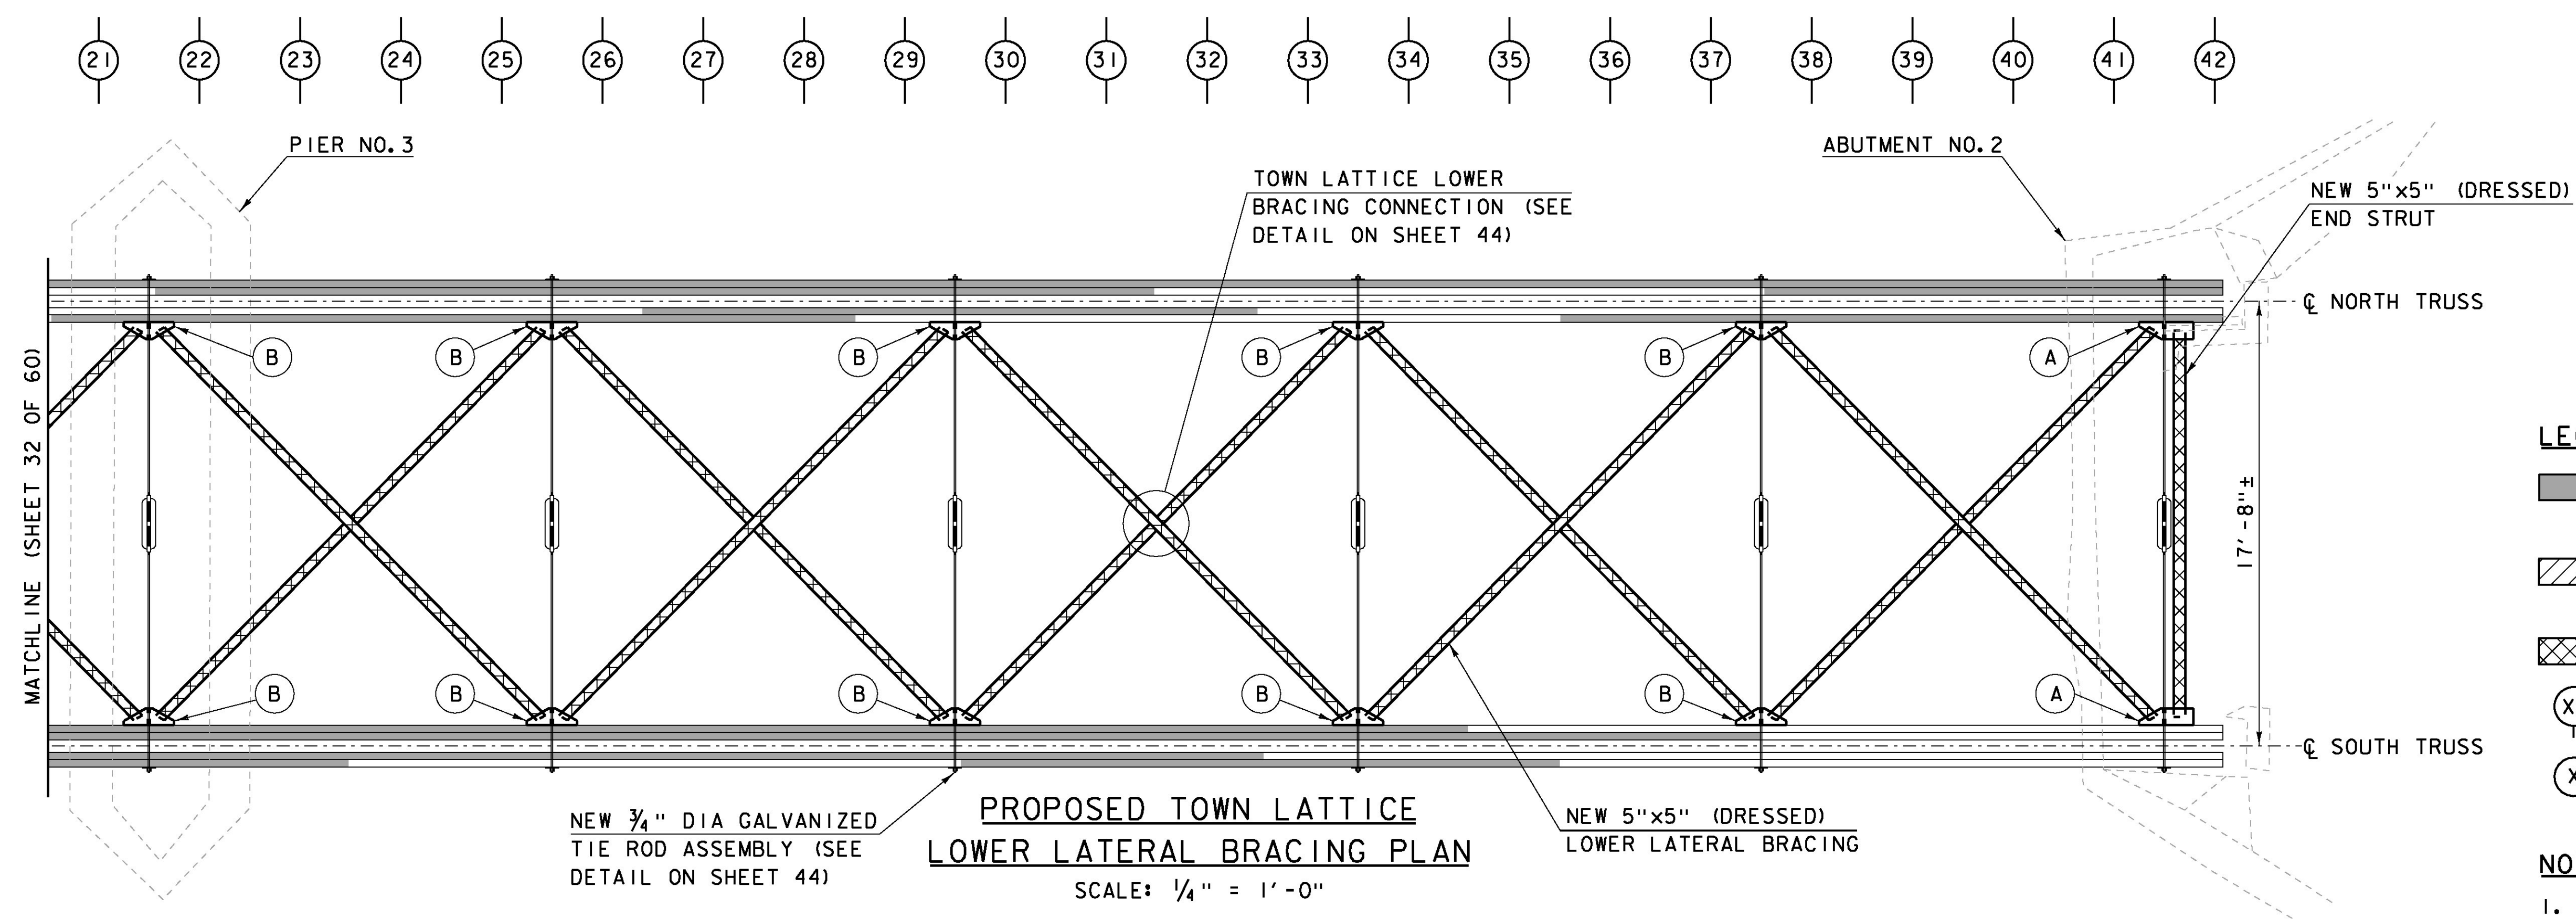 21 22 23 24 25 26 27 28 29 30 31 32 33 34 35 36 37 38 39 40 41 42
PIER NO. 3
ABUTMENT NO. 2
TOWN LATTICE LOWER
BRACING CONNECTION (SEE
DETAIL ON SHEET 44)
NEW 5"x5" (DRESSED)
END STRUT
℄ NORTH TRUSS
MATCHLINE (SHEET 32 OF 60)
B B B B B A
17'-8"±
B B B B B A
℄ SOUTH TRUSS
NEW 3/4" DIA GALVANIZED
TIE ROD ASSEMBLY (SEE
DETAIL ON SHEET 44)
NEW 5"x5" (DRESSED)
LOWER LATERAL BRACING
PROPOSED TOWN LATTICE
LOWER LATERAL BRACING PLAN
SCALE: 1/4" = 1'-0"
X
X
1.